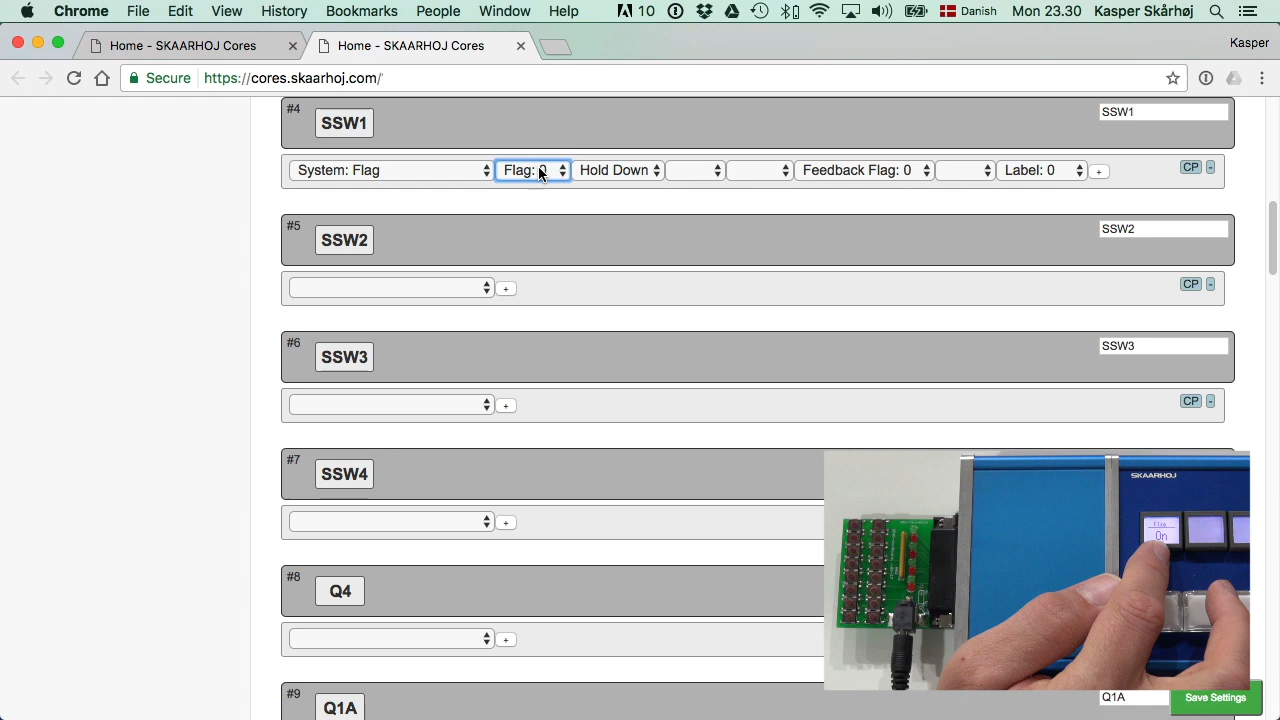 Chrome File Edit View History Bookmarks People Window Help 10 Danish Mon 23.30 Kasper Skårhøj
Home - SKAARHOJ Cores Home - SKAARHOJ Cores Kasper
Secure https://cores.skaarhoj.com/
#4 SSW1 SSW1
System: Flag Flag: 0 Hold Down Feedback Flag: 0 Label: 0 + CP -
#5 SSW2 SSW2
+ CP -
#6 SSW3 SSW3
+ CP -
#7 SSW4
+
SKAARHOJ
Flag
On
#8 Q4
+
#9 Q1A Q1A
Save Settings